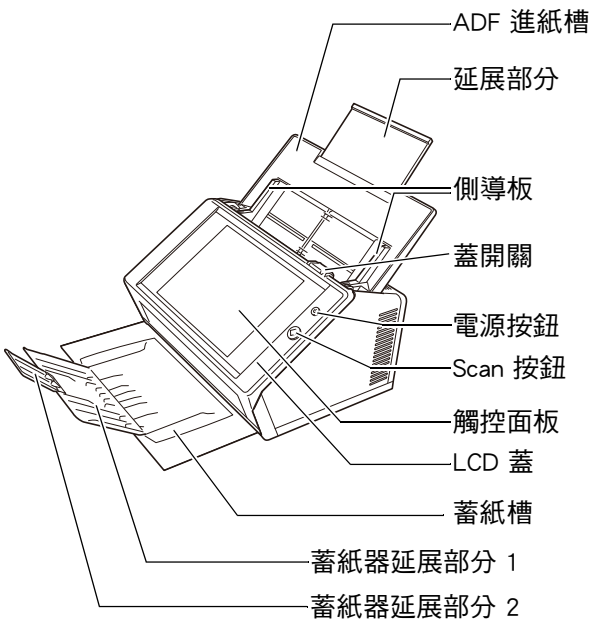 ADF 進紙槽
延展部分
側導板
蓋開關
電源按鈕
Scan 按鈕
觸控面板
LCD 蓋
蓄紙槽
蓄紙器延展部分 1
蓄紙器延展部分 2